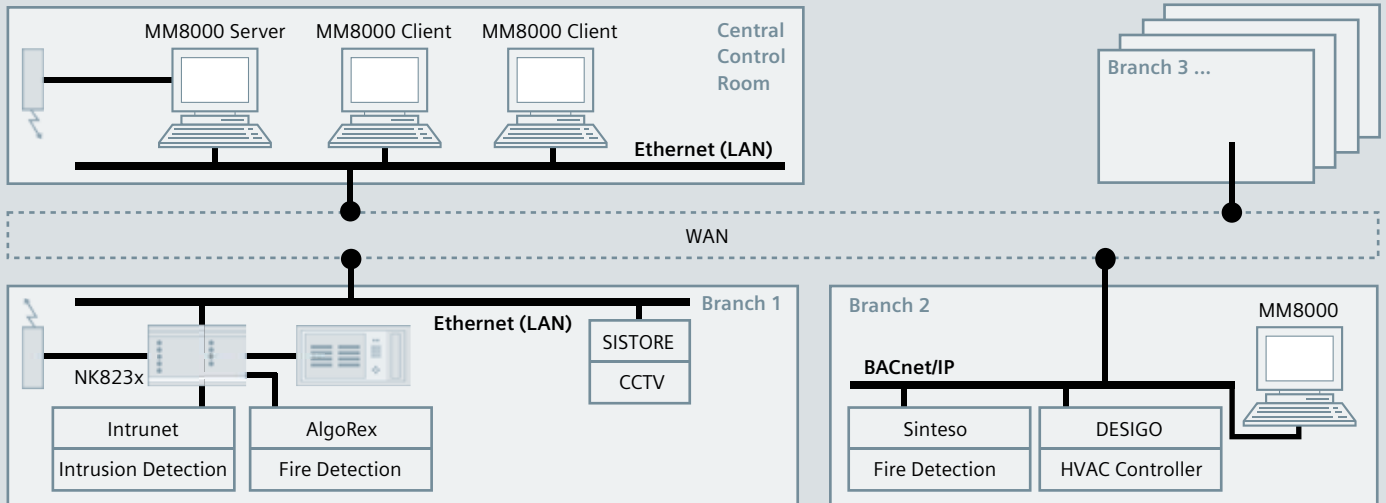 MM8000 Server
MM8000 Client
MM8000 Client
Central
Control
Room
Ethernet (LAN)
Branch 3 ...
WAN
Branch 1
Ethernet (LAN)
NK823x
SISTORE
CCTV
Intrunet
Intrusion Detection
AlgoRex
Fire Detection
Branch 2
MM8000
BACnet/IP
Sinteso
Fire Detection
DESIGO
HVAC Controller